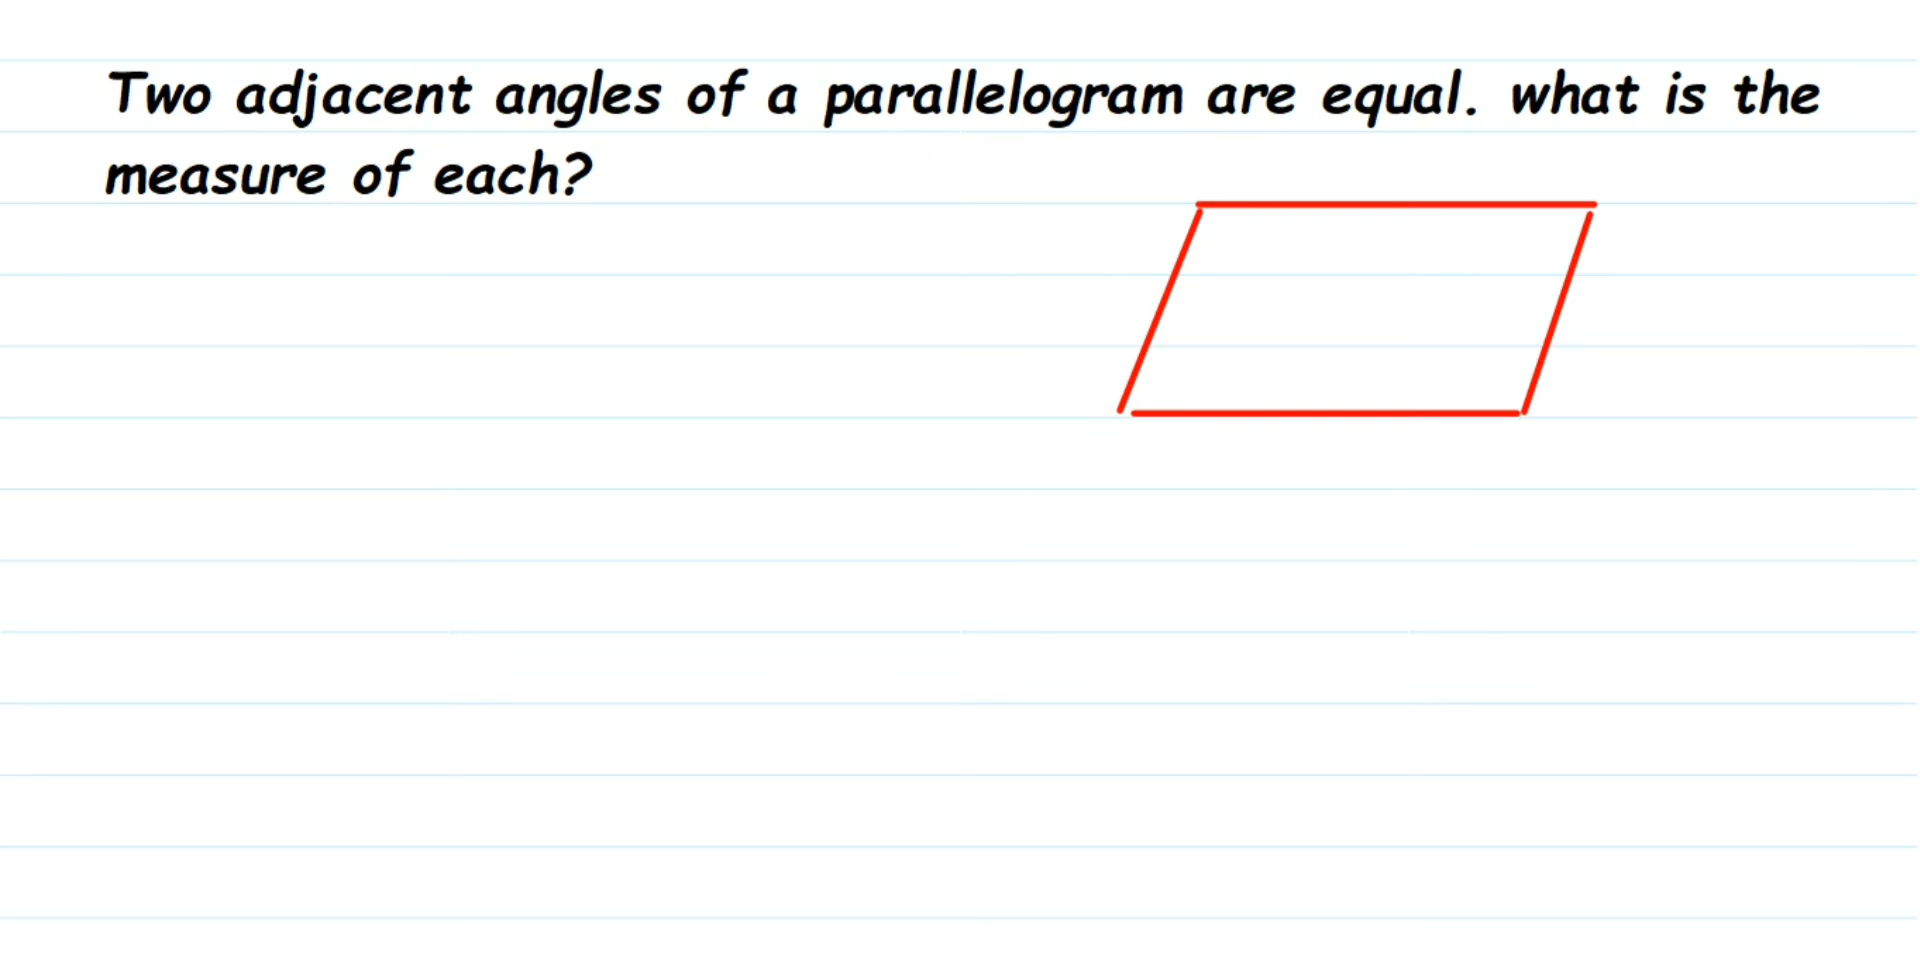 Two adjacent angles of a parallelogram are equal. what is the
measure of each?